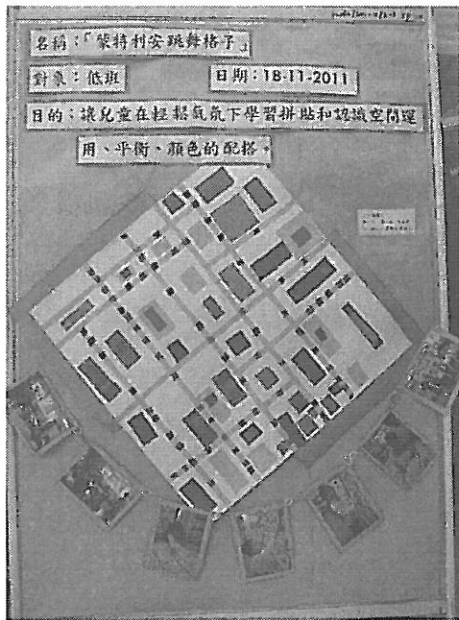 名稱:「蒙特利安跳舞格子」
對象:低班 日期:18-11-2011
目的:讓兒童在輕鬆氣氛下學習拼貼和認識空間運
用、平衡、顏色的配搭。